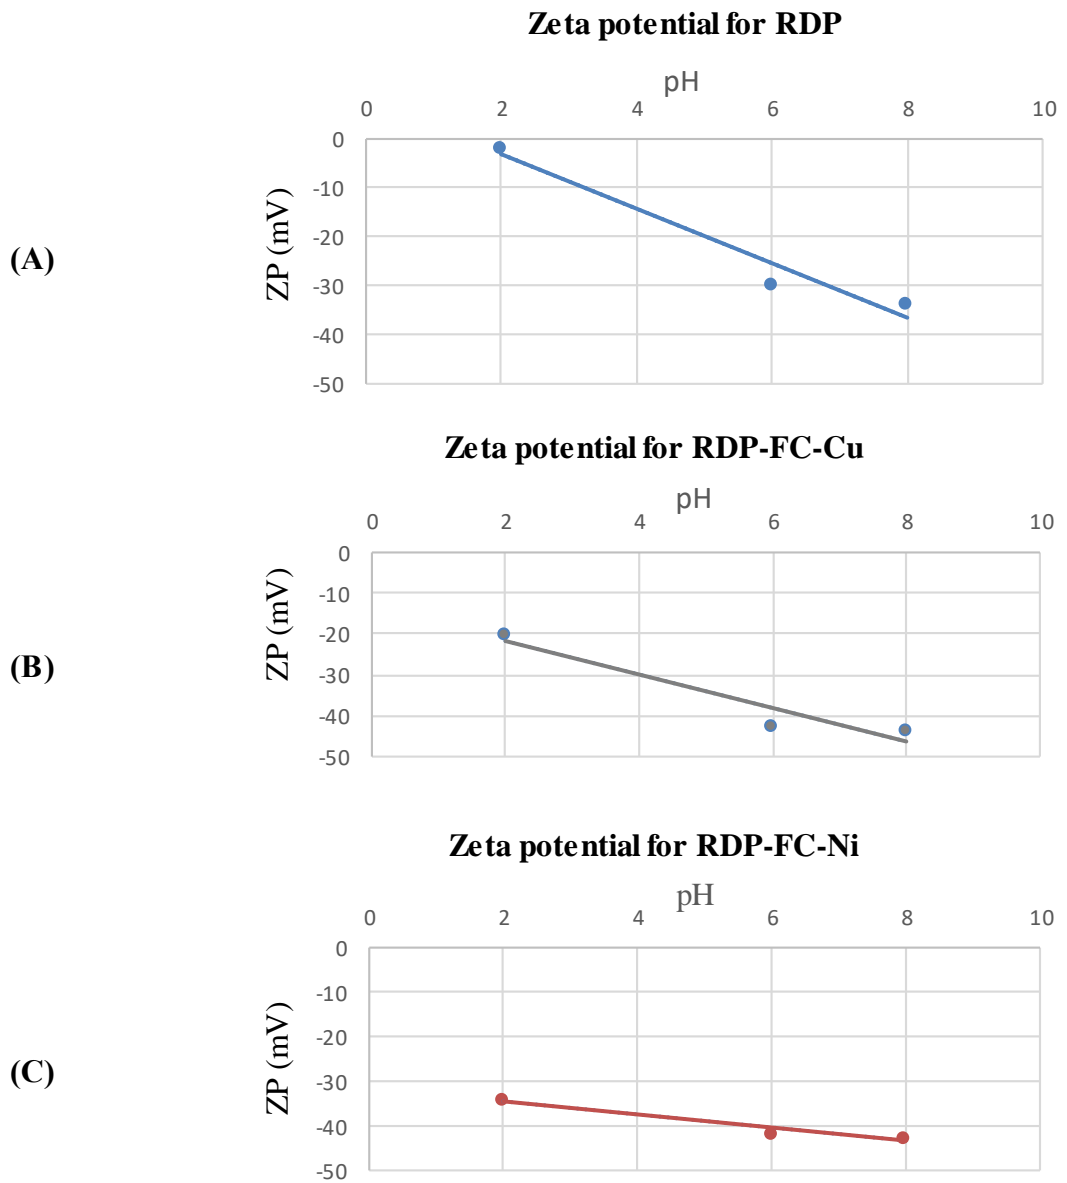 Zeta potential for RDP
pH
0 2 4 6 8 10
0
-10
-20
-30
-40
-50
ZP (mV)
(A)
Zeta potential for RDP-FC-Cu
pH
0 2 4 6 8 10
0
-10
-20
-30
-40
-50
ZP (mV)
(B)
Zeta potential for RDP-FC-Ni
pH
0 2 4 6 8 10
0
-10
-20
-30
-40
-50
ZP (mV)
(C)